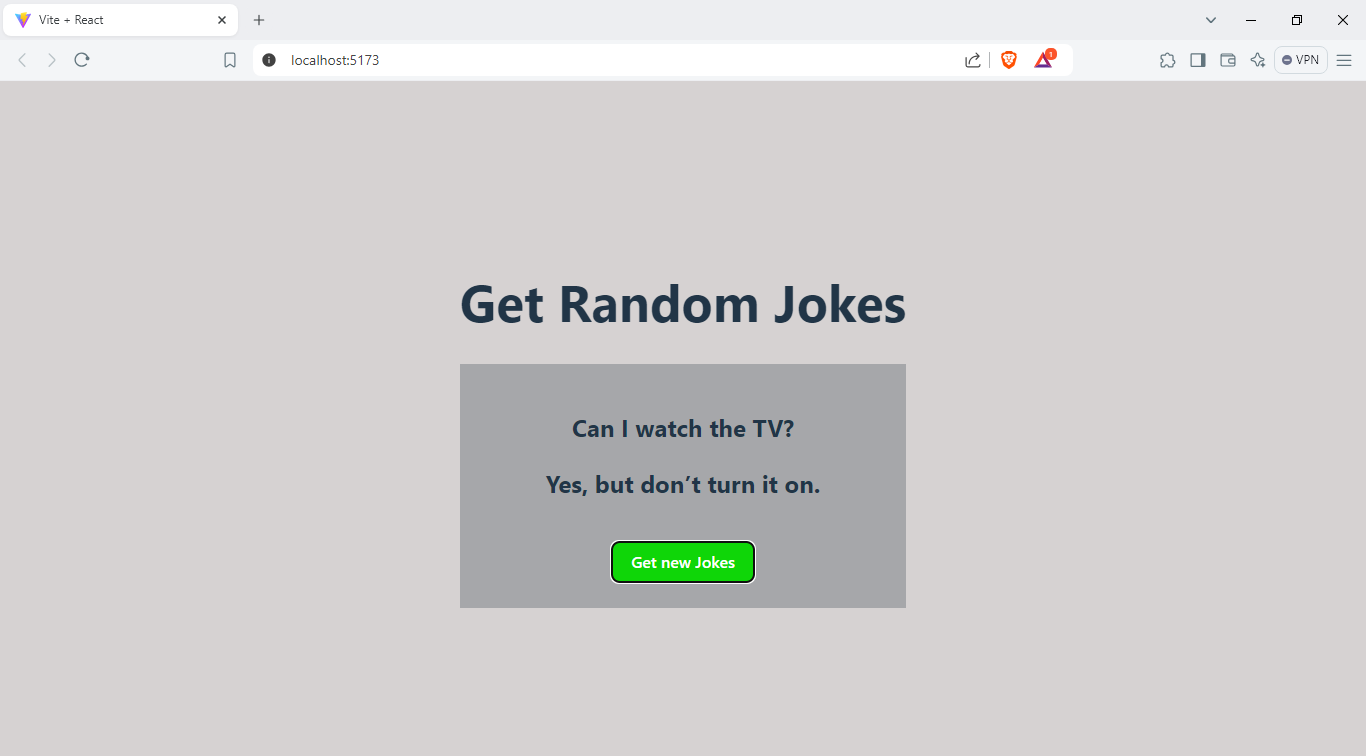 Vite + React
localhost:5173
1
VPN
Get Random Jokes
Can I watch the TV?
Yes, but don’t turn it on.
Get new Jokes